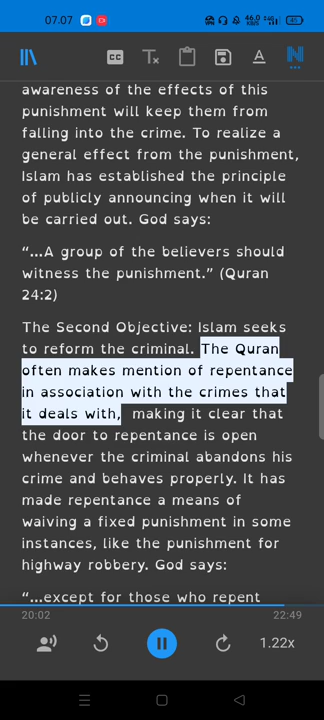 07.07
46.0
KB/S
45
CC
Tx
A
N
awareness of the effects of this
punishment will keep them from
falling into the crime. To realize a
general effect from the punishment,
Islam has established the principle
of publicly announcing when it will
be carried out. God says:
“…A group of the believers should
witness the punishment.” (Quran
24:2)
The Second Objective: Islam seeks
to reform the criminal. The Quran
often makes mention of repentance
in association with the crimes that
it deals with, making it clear that
the door to repentance is open
whenever the criminal abandons his
crime and behaves properly. It has
made repentance a means of
waiving a fixed punishment in some
instances, like the punishment for
highway robbery. God says:
“…except for those who repent
20:02
22:49
1.22x